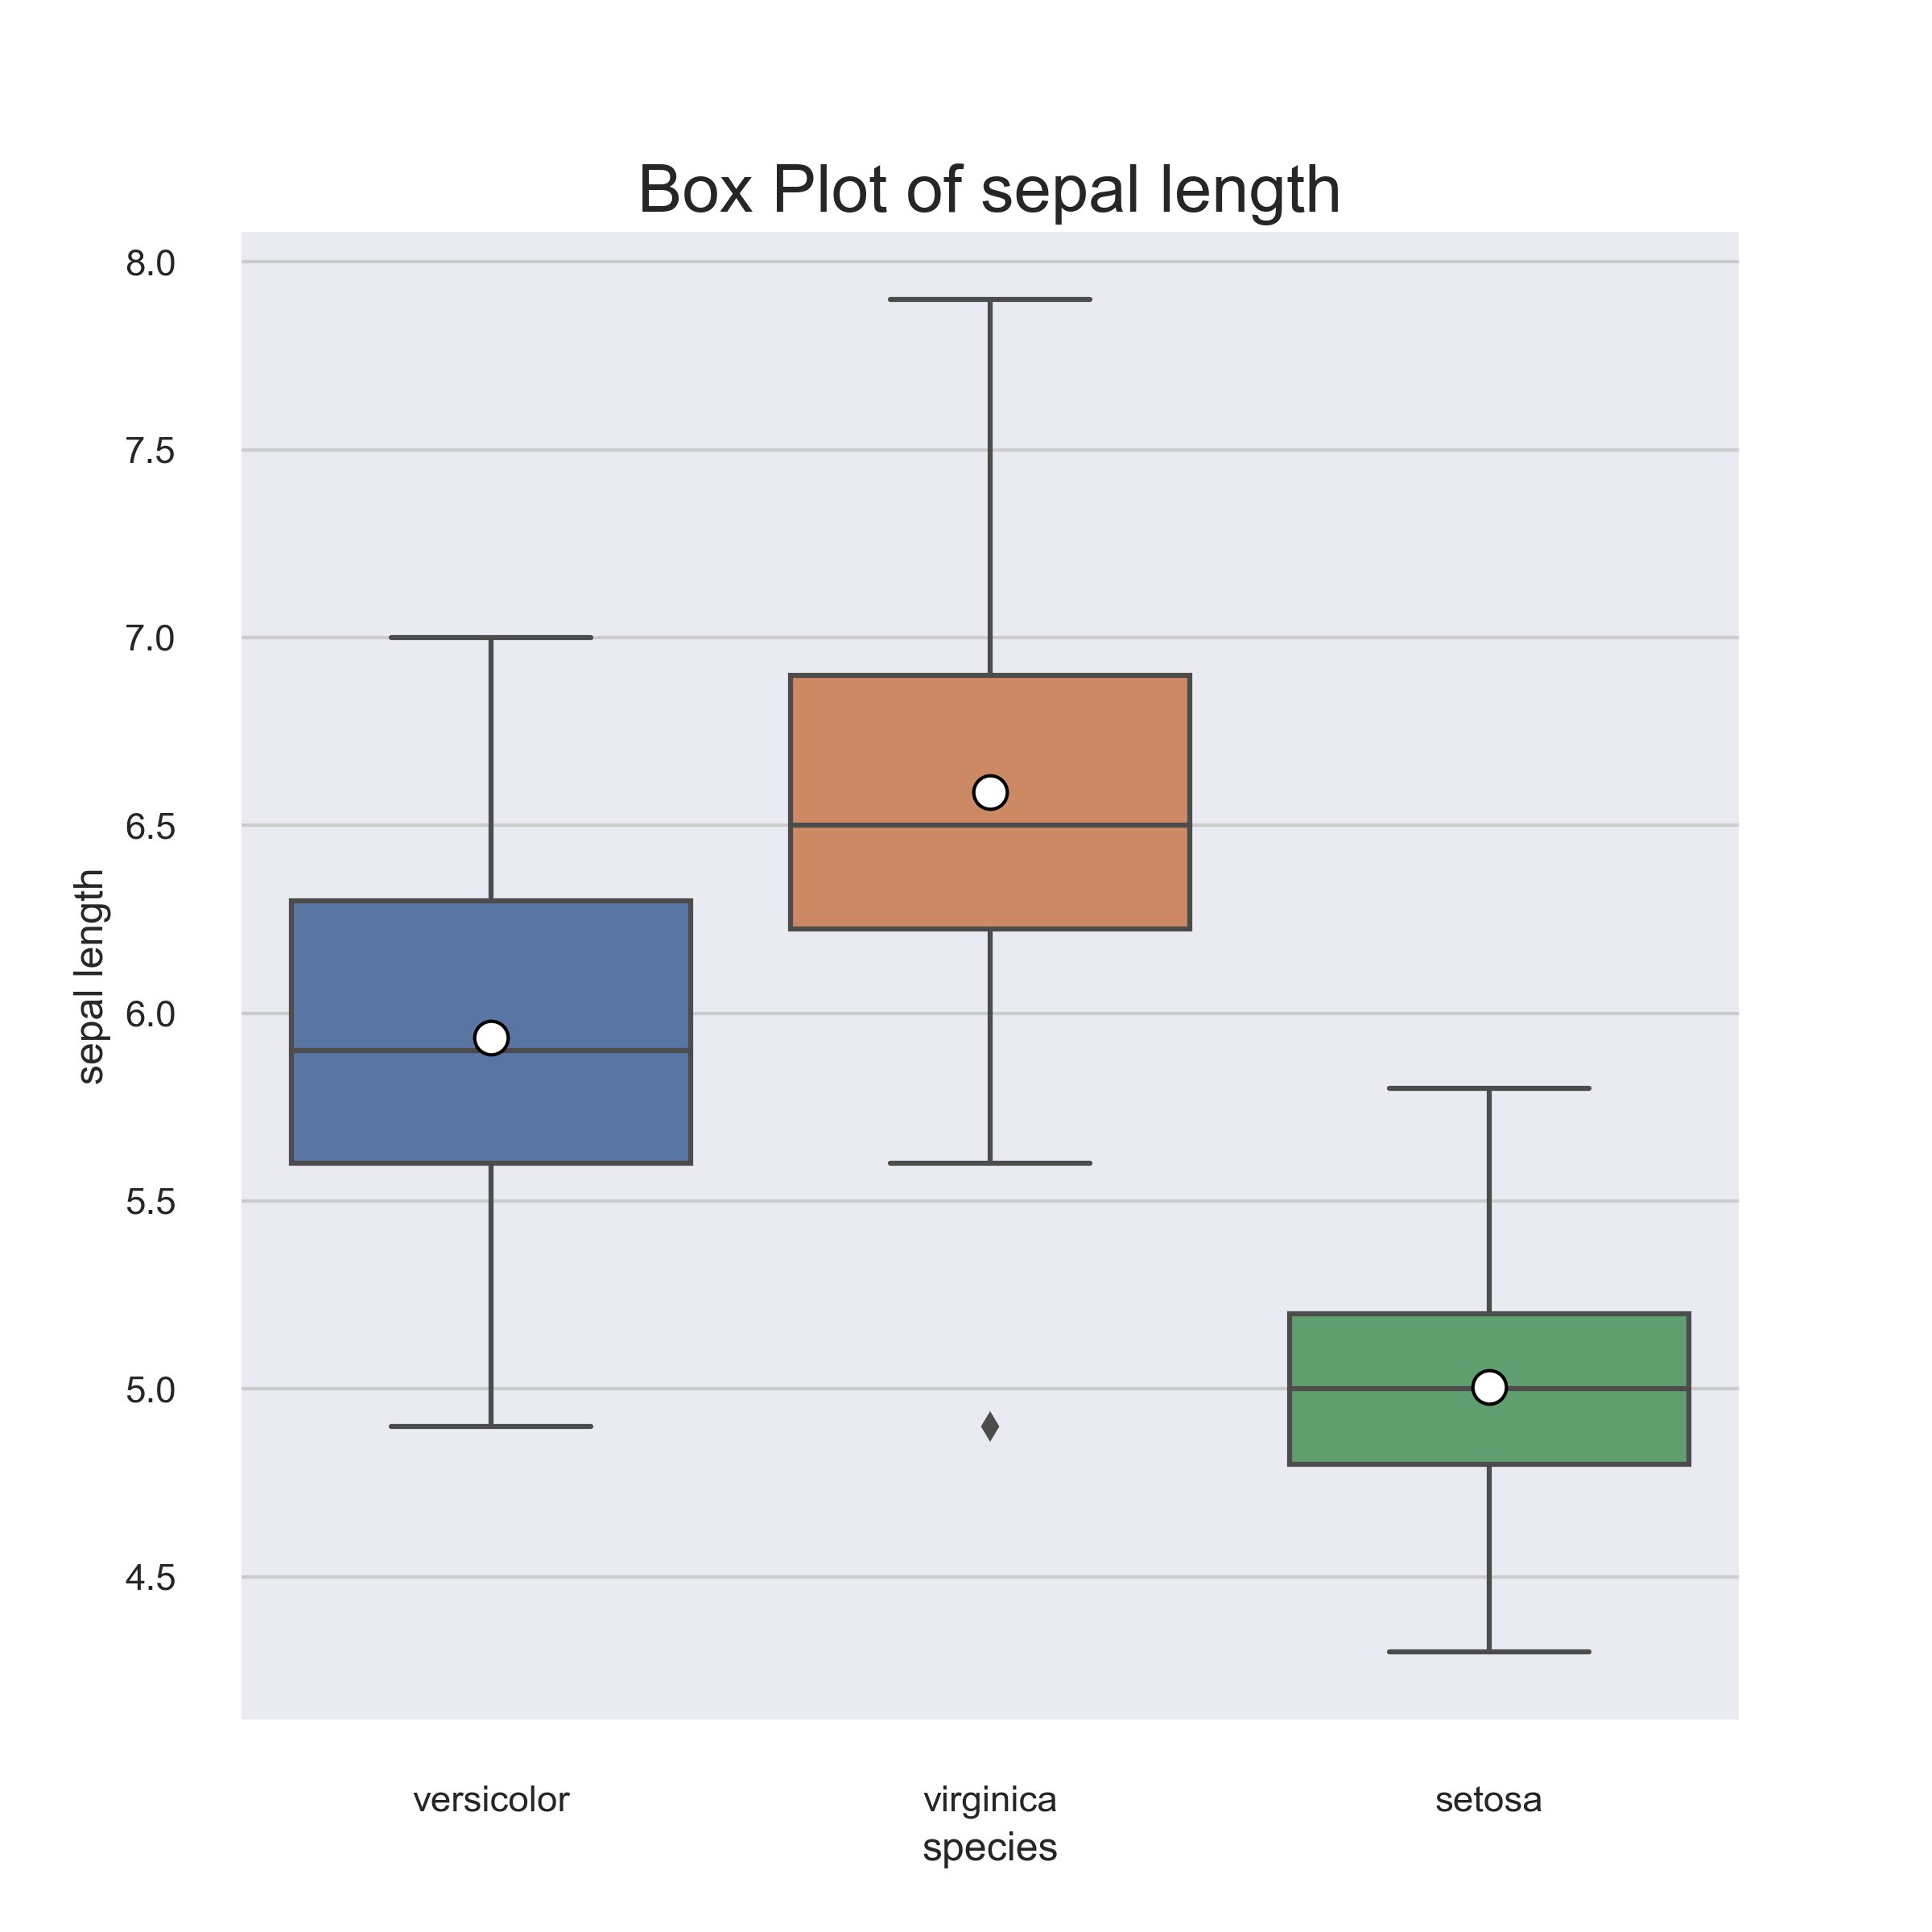 Box Plot of sepal length
8.0
7.5
7.0
6.5
6.0
5.5
5.0
4.5
sepal length
versicolor virginica setosa
species